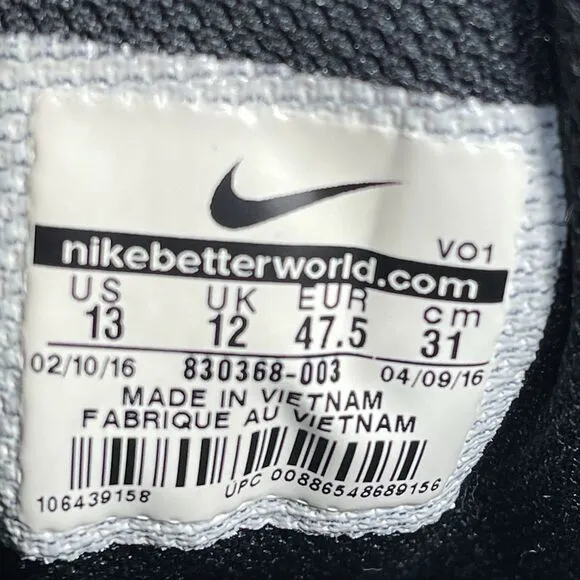 VO1
nikebetterworld.com
US UK EUR cm
13 12 47.5 31
02/10/16 830368-003 04/09/16
MADE IN VIETNAM
FABRIQUE AU VIETNAM
106439158 UPC 00886548689156